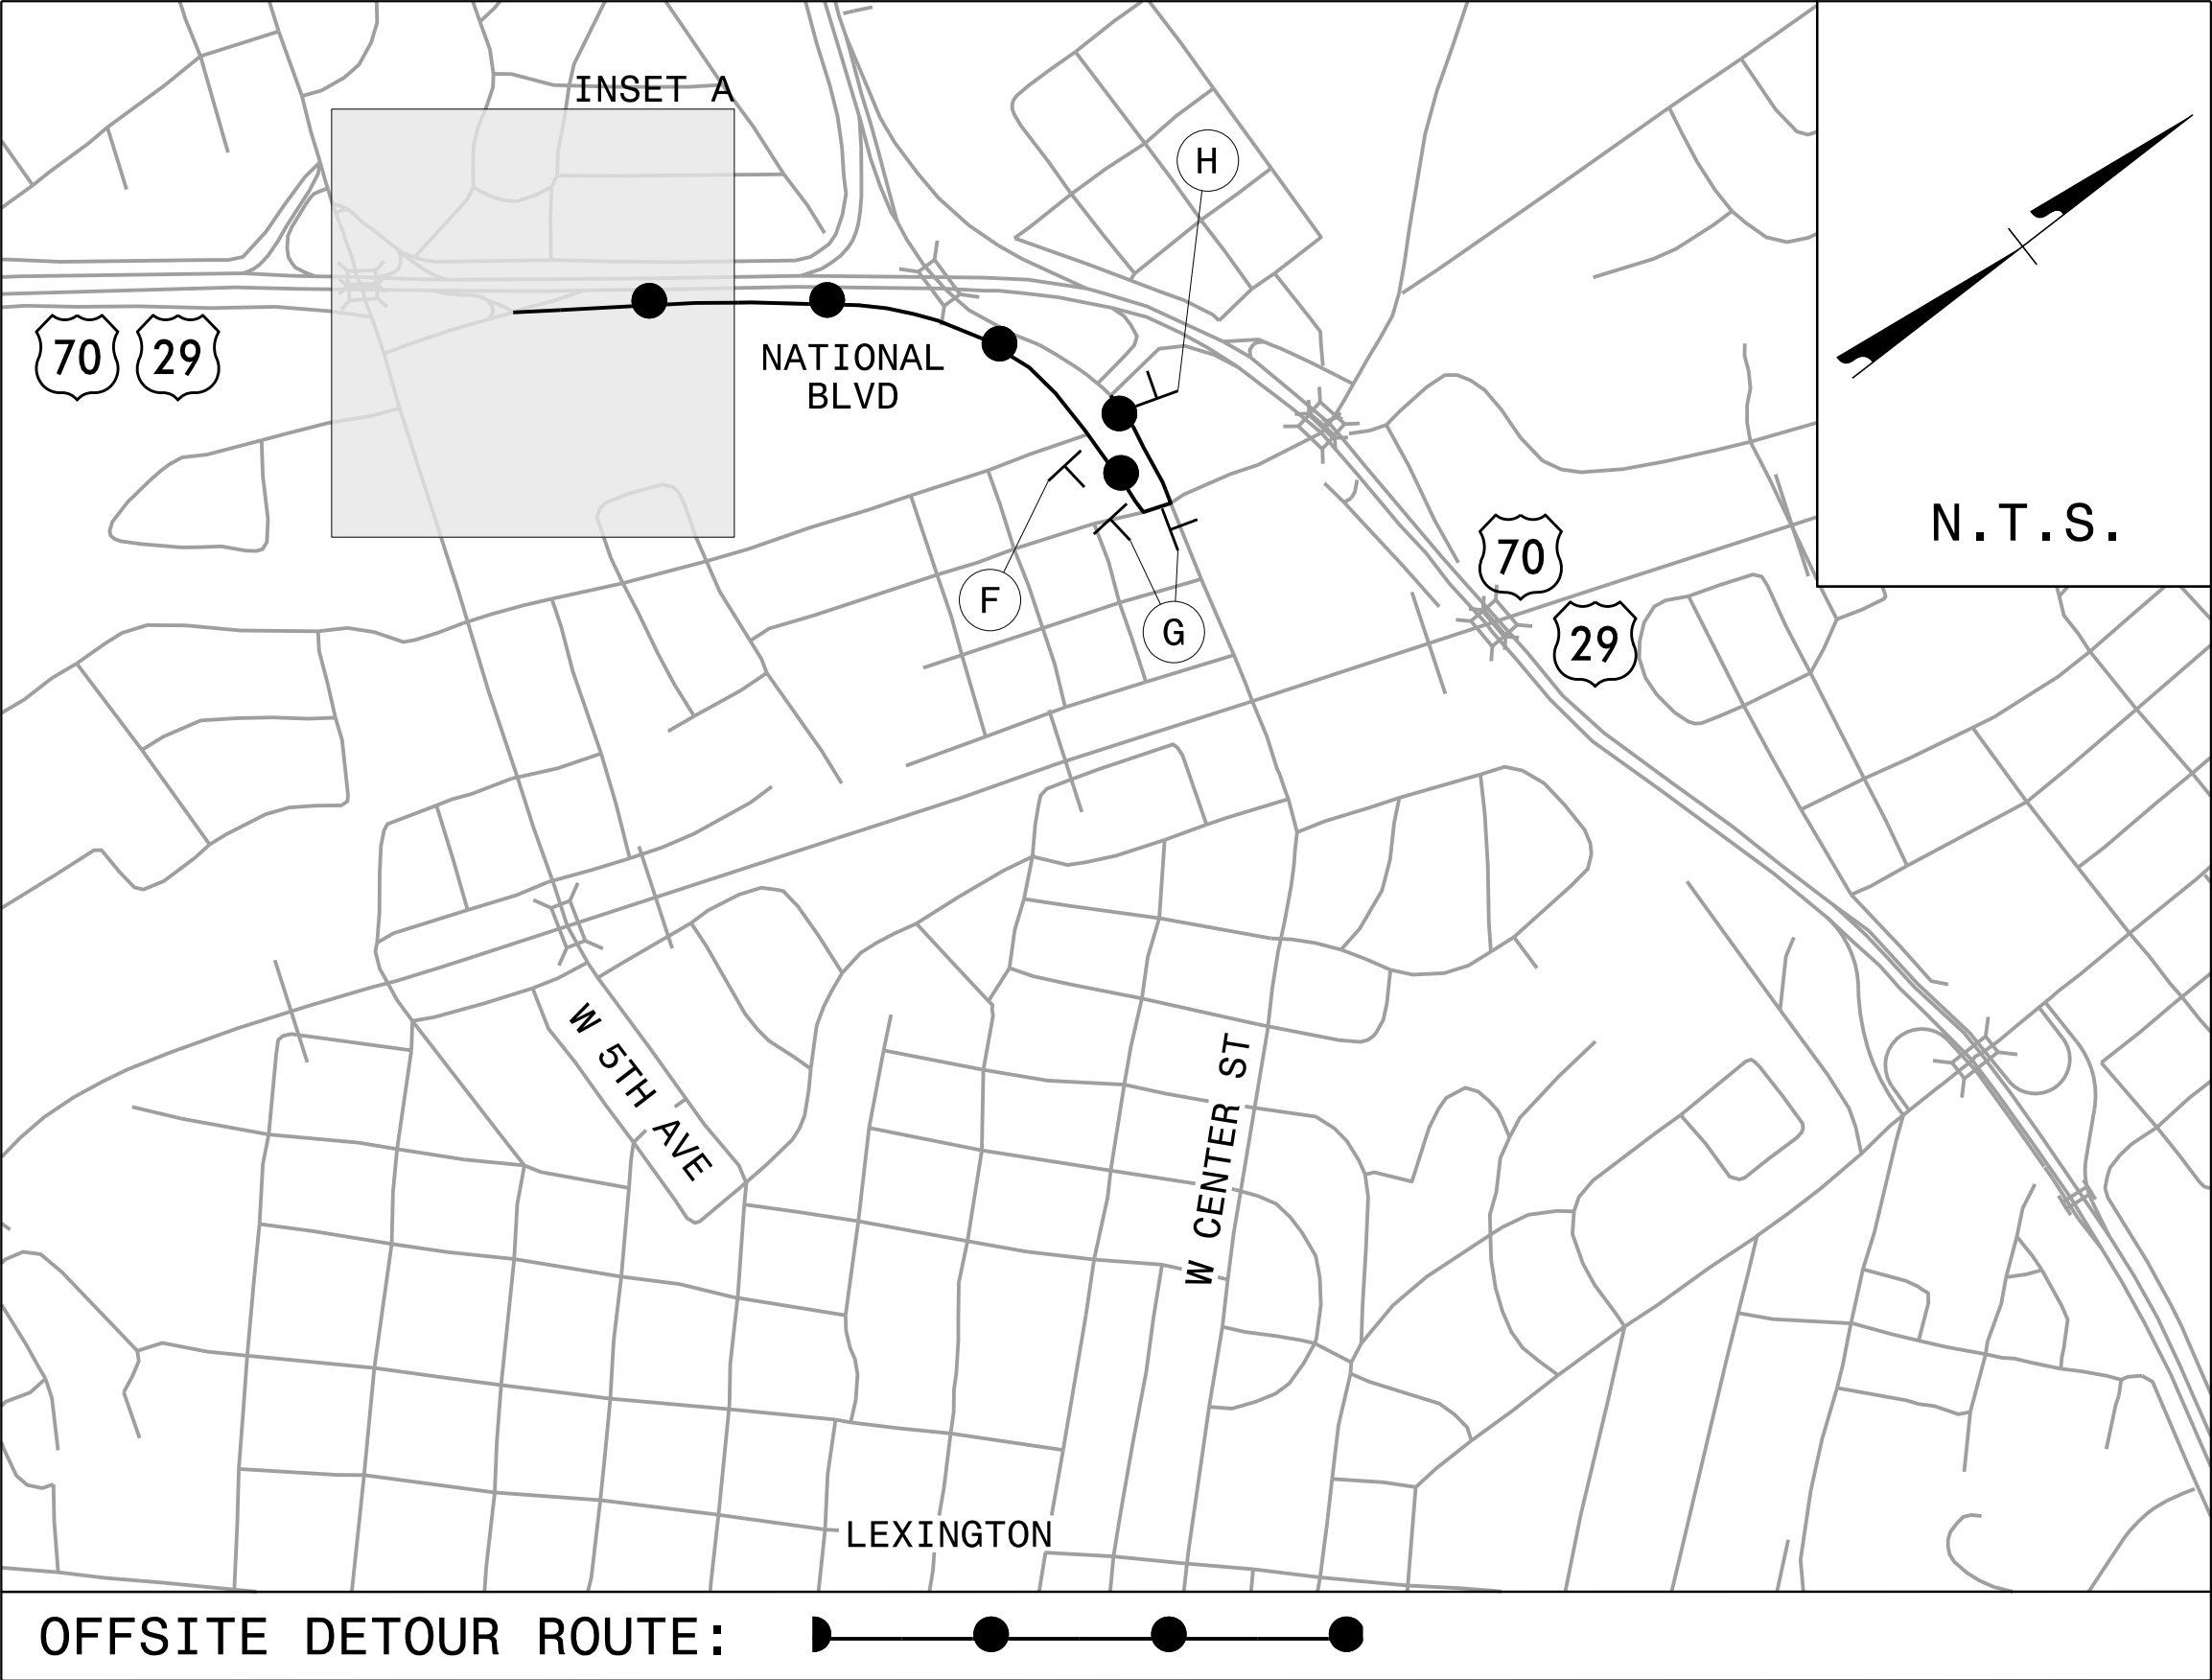 INSET A
H
70 29
NATIONAL
BLVD
N.T.S.
70
F
29
G
W 5TH AVE
W CENTER ST
LEXINGTON
OFFSITE DETOUR ROUTE: